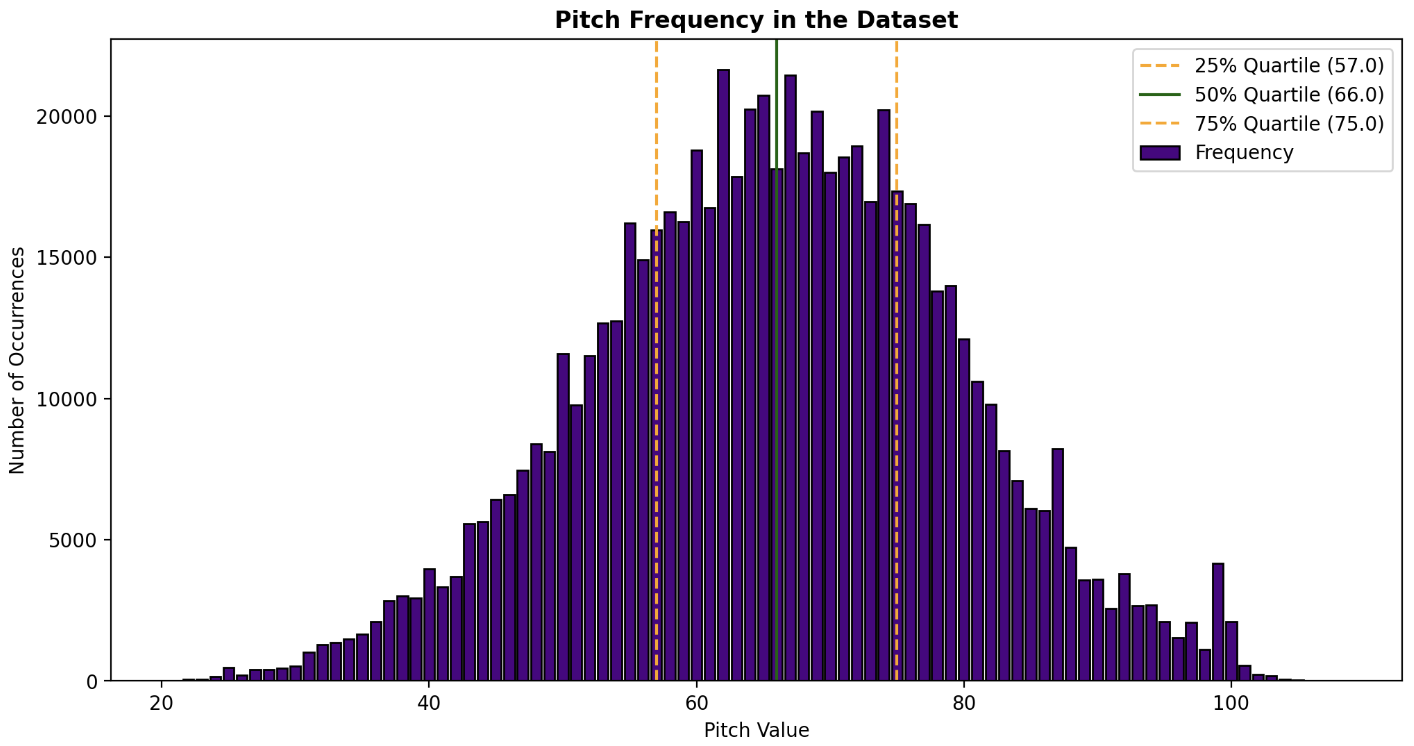 Pitch Frequency in the Dataset
25% Quartile (57.0)
50% Quartile (66.0)
75% Quartile (75.0)
Frequency
Number of Occurrences
20000
15000
10000
5000
0
20 40 60 80 100
Pitch Value